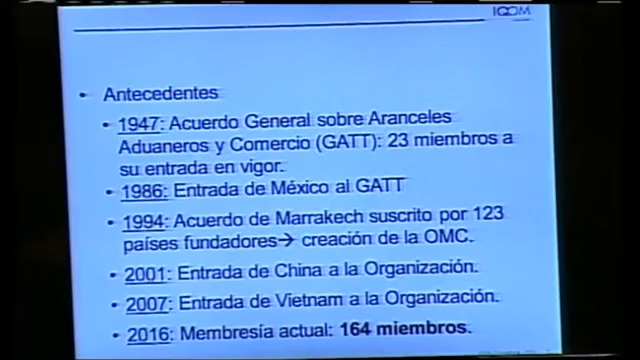 IQOM
• Antecedentes
• 1947: Acuerdo General sobre Aranceles
Aduaneros y Comercio (GATT): 23 miembros a
su entrada en vigor.
• 1986: Entrada de México al GATT
• 1994: Acuerdo de Marrakech suscrito por 123
países fundadores→ creación de la OMC.
• 2001: Entrada de China a la Organización.
• 2007: Entrada de Vietnam a la Organización.
• 2016: Membresía actual: 164 miembros.